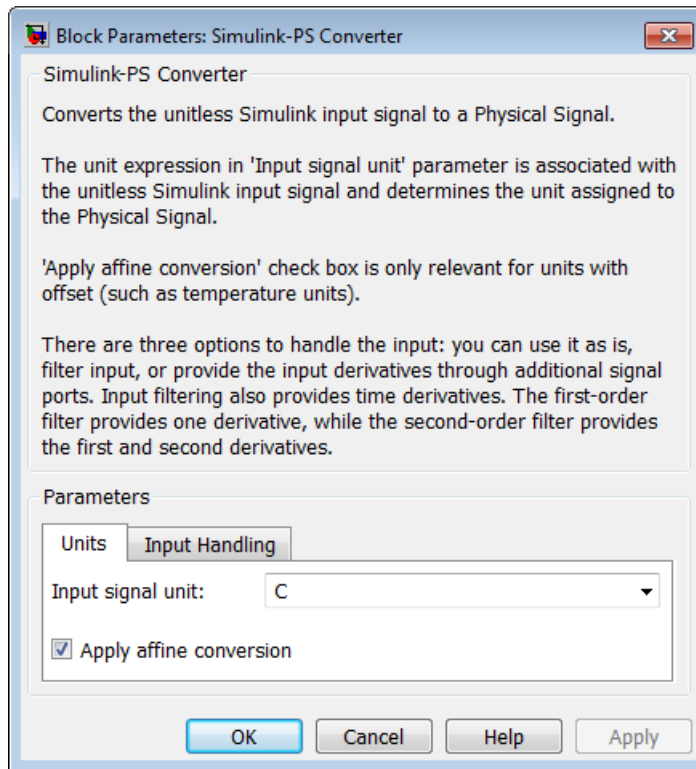 Block Parameters: Simulink-PS Converter
Simulink-PS Converter
Converts the unitless Simulink input signal to a Physical Signal.
The unit expression in 'Input signal unit' parameter is associated with
the unitless Simulink input signal and determines the unit assigned to
the Physical Signal.
'Apply affine conversion' check box is only relevant for units with
offset (such as temperature units).
There are three options to handle the input: you can use it as is,
filter input, or provide the input derivatives through additional signal
ports. Input filtering also provides time derivatives. The first-order
filter provides one derivative, while the second-order filter provides
the first and second derivatives.
Parameters
Units Input Handling
Input signal unit: C
Apply affine conversion
OK Cancel Help Apply